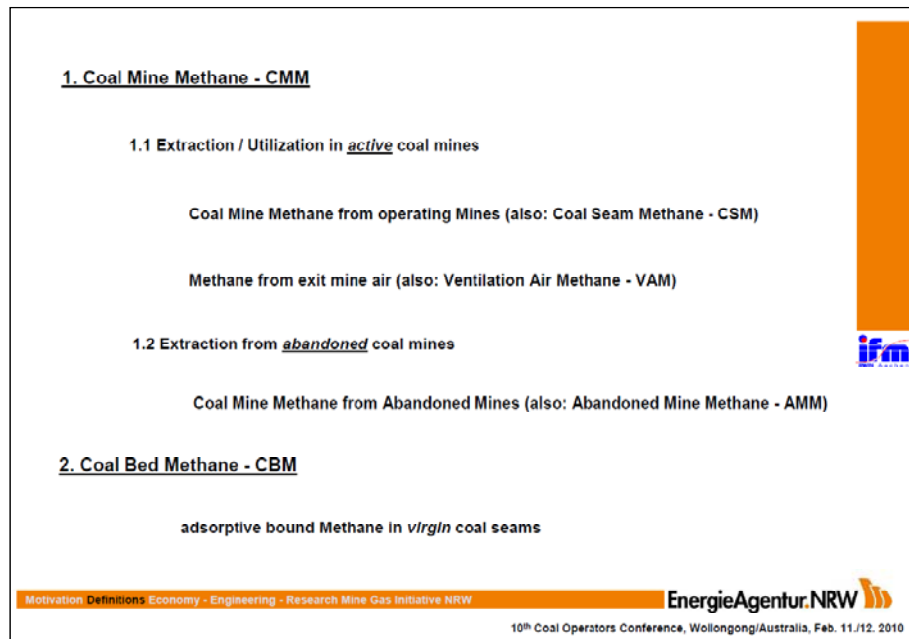 1. Coal Mine Methane - CMM
1.1 Extraction / Utilization in active coal mines
Coal Mine Methane from operating Mines (also: Coal Seam Methane - CSM)
Methane from exit mine air (also: Ventilation Air Methane - VAM)
1.2 Extraction from abandoned coal mines
ifm
Aachen
Coal Mine Methane from Abandoned Mines (also: Abandoned Mine Methane - AMM)
2. Coal Bed Methane - CBM
adsorptive bound Methane in virgin coal seams
Motivation Definitions Economy - Engineering - Research Mine Gas Initiative NRW
EnergieAgentur.NRW
10th Coal Operators Conference, Wollongong/Australia, Feb. 11./12. 2010